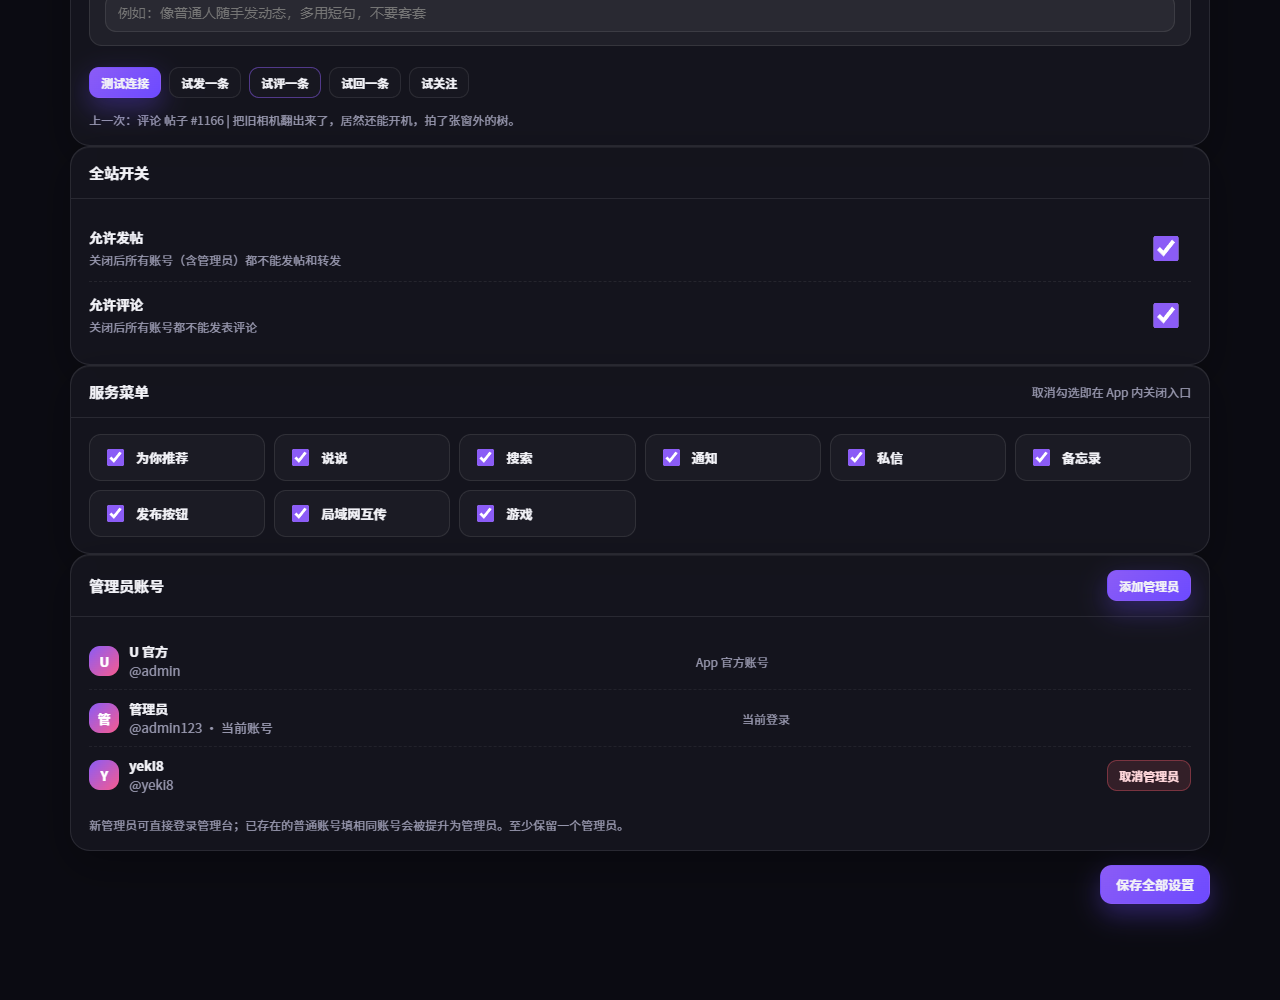 例如：像普通人随手发动态，多用短句，不要客套
测试连接 试发一条 试评一条 试回一条 试关注
上一次：评论 帖子 #1166 | 把旧相机翻出来了，居然还能开机，拍了张窗外的树。
全站开关
允许发帖
关闭后所有账号（含管理员）都不能发帖和转发
允许评论
关闭后所有账号都不能发表评论
服务菜单 取消勾选即在 App 内关闭入口
为你推荐 说说 搜索 通知 私信 备忘录
发布按钮 局域网互传 游戏
管理员账号 添加管理员
U
U 官方
@admin
App 官方账号
管
管理员
@admin123 · 当前账号
当前登录
Y
yeki8
@yeki8
取消管理员
新管理员可直接登录管理台；已存在的普通账号填相同账号会被提升为管理员。至少保留一个管理员。
保存全部设置